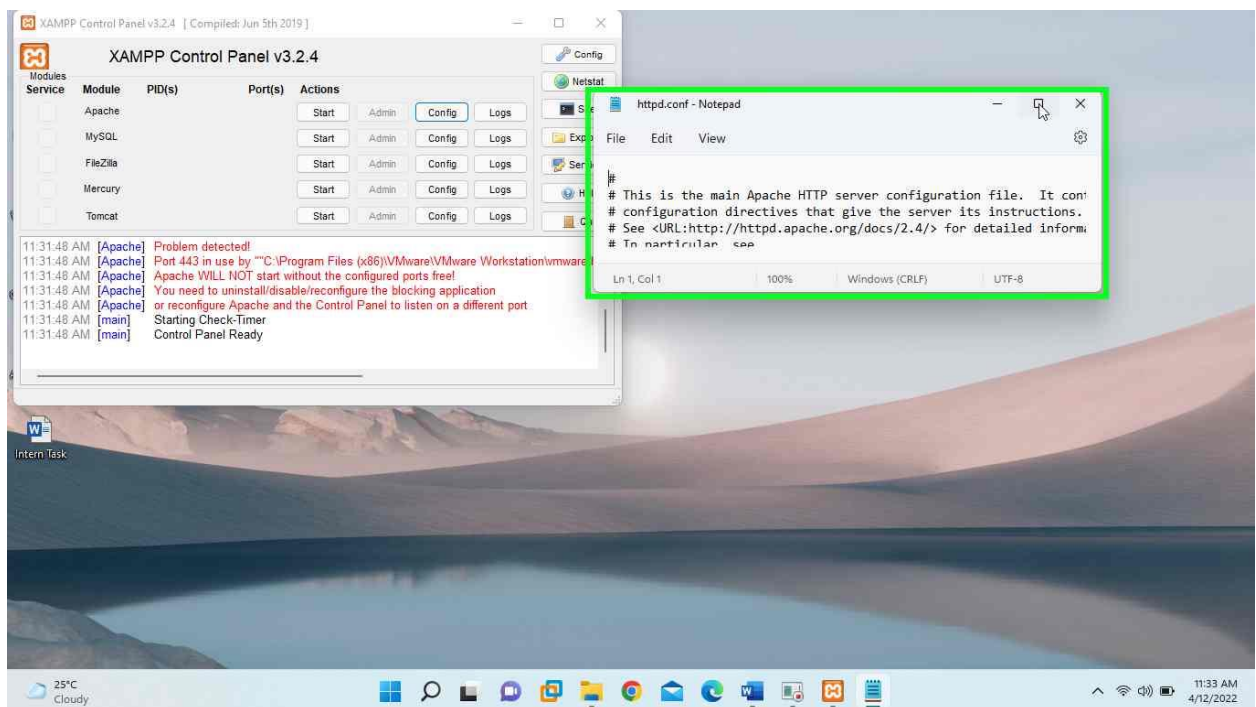 XAMPP Control Panel v3.2.4 [ Compiled: Jun 5th 2019 ]
XAMPP Control Panel v3.2.4
Config
Modules
Service Module PID(s) Port(s) Actions
Netstat
Apache Start Admin Config Logs
MySQL Start Admin Config Logs
FileZilla Start Admin Config Logs
Mercury Start Admin Config Logs
Tomcat Start Admin Config Logs
11:31:48 AM [Apache] Problem detected!
11:31:48 AM [Apache] Port 443 in use by ""C:\Program Files (x86)\VMware\VMware Workstation\vmware
11:31:48 AM [Apache] Apache WILL NOT start without the configured ports free!
11:31:48 AM [Apache] You need to uninstall/disable/reconfigure the blocking application
11:31:48 AM [Apache] or reconfigure Apache and the Control Panel to listen on a different port
11:31:48 AM [main] Starting Check-Timer
11:31:48 AM [main] Control Panel Ready
httpd.conf - Notepad
File Edit View
#
# This is the main Apache HTTP server configuration file. It con
# configuration directives that give the server its instructions.
# See <URL:http://httpd.apache.org/docs/2.4/> for detailed informa
# In particular, see
Ln 1, Col 1 100% Windows (CRLF) UTF-8
Intern Task
25°C
Cloudy
11:33 AM
4/12/2022